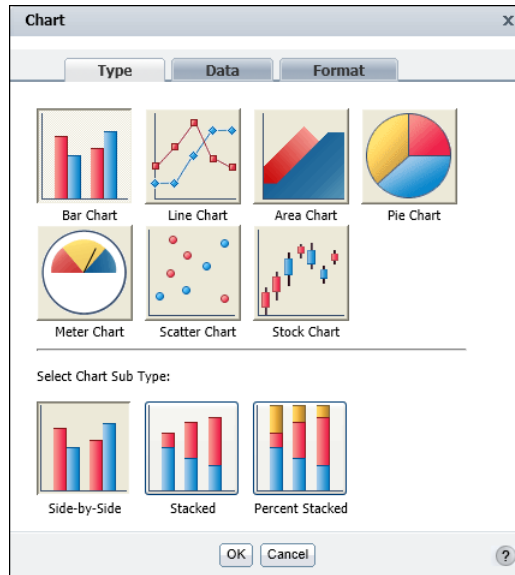 Chart x
Type Data Format
Bar Chart Line Chart Area Chart Pie Chart
Meter Chart Scatter Chart Stock Chart
Select Chart Sub Type:
Side-by-Side Stacked Percent Stacked
OK Cancel ?